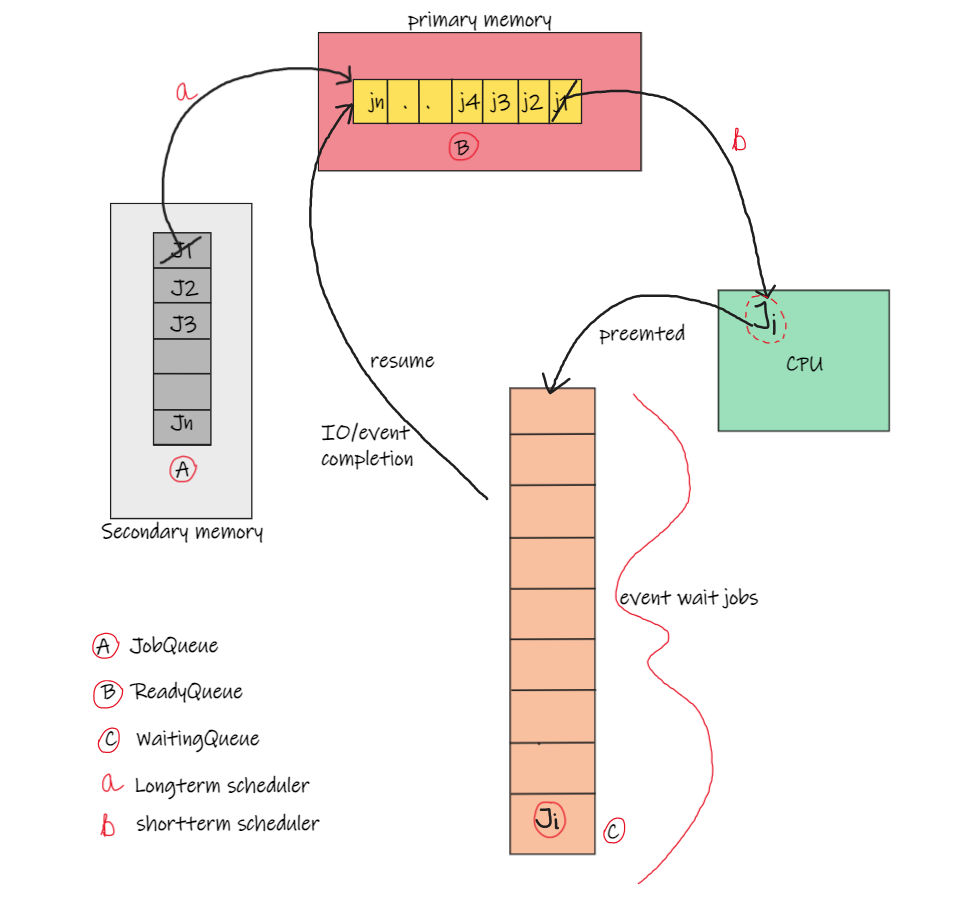 primary memory
a
jn . . j4 j3 j2 j1
B
b
J1
J2
J3
Jn
A
Secondary memory
Ji
CPU
preemted
resume
IO/event
completion
event wait jobs
Ji
C
A JobQueue
B ReadyQueue
C WaitingQueue
a Longterm scheduler
b shortterm scheduler